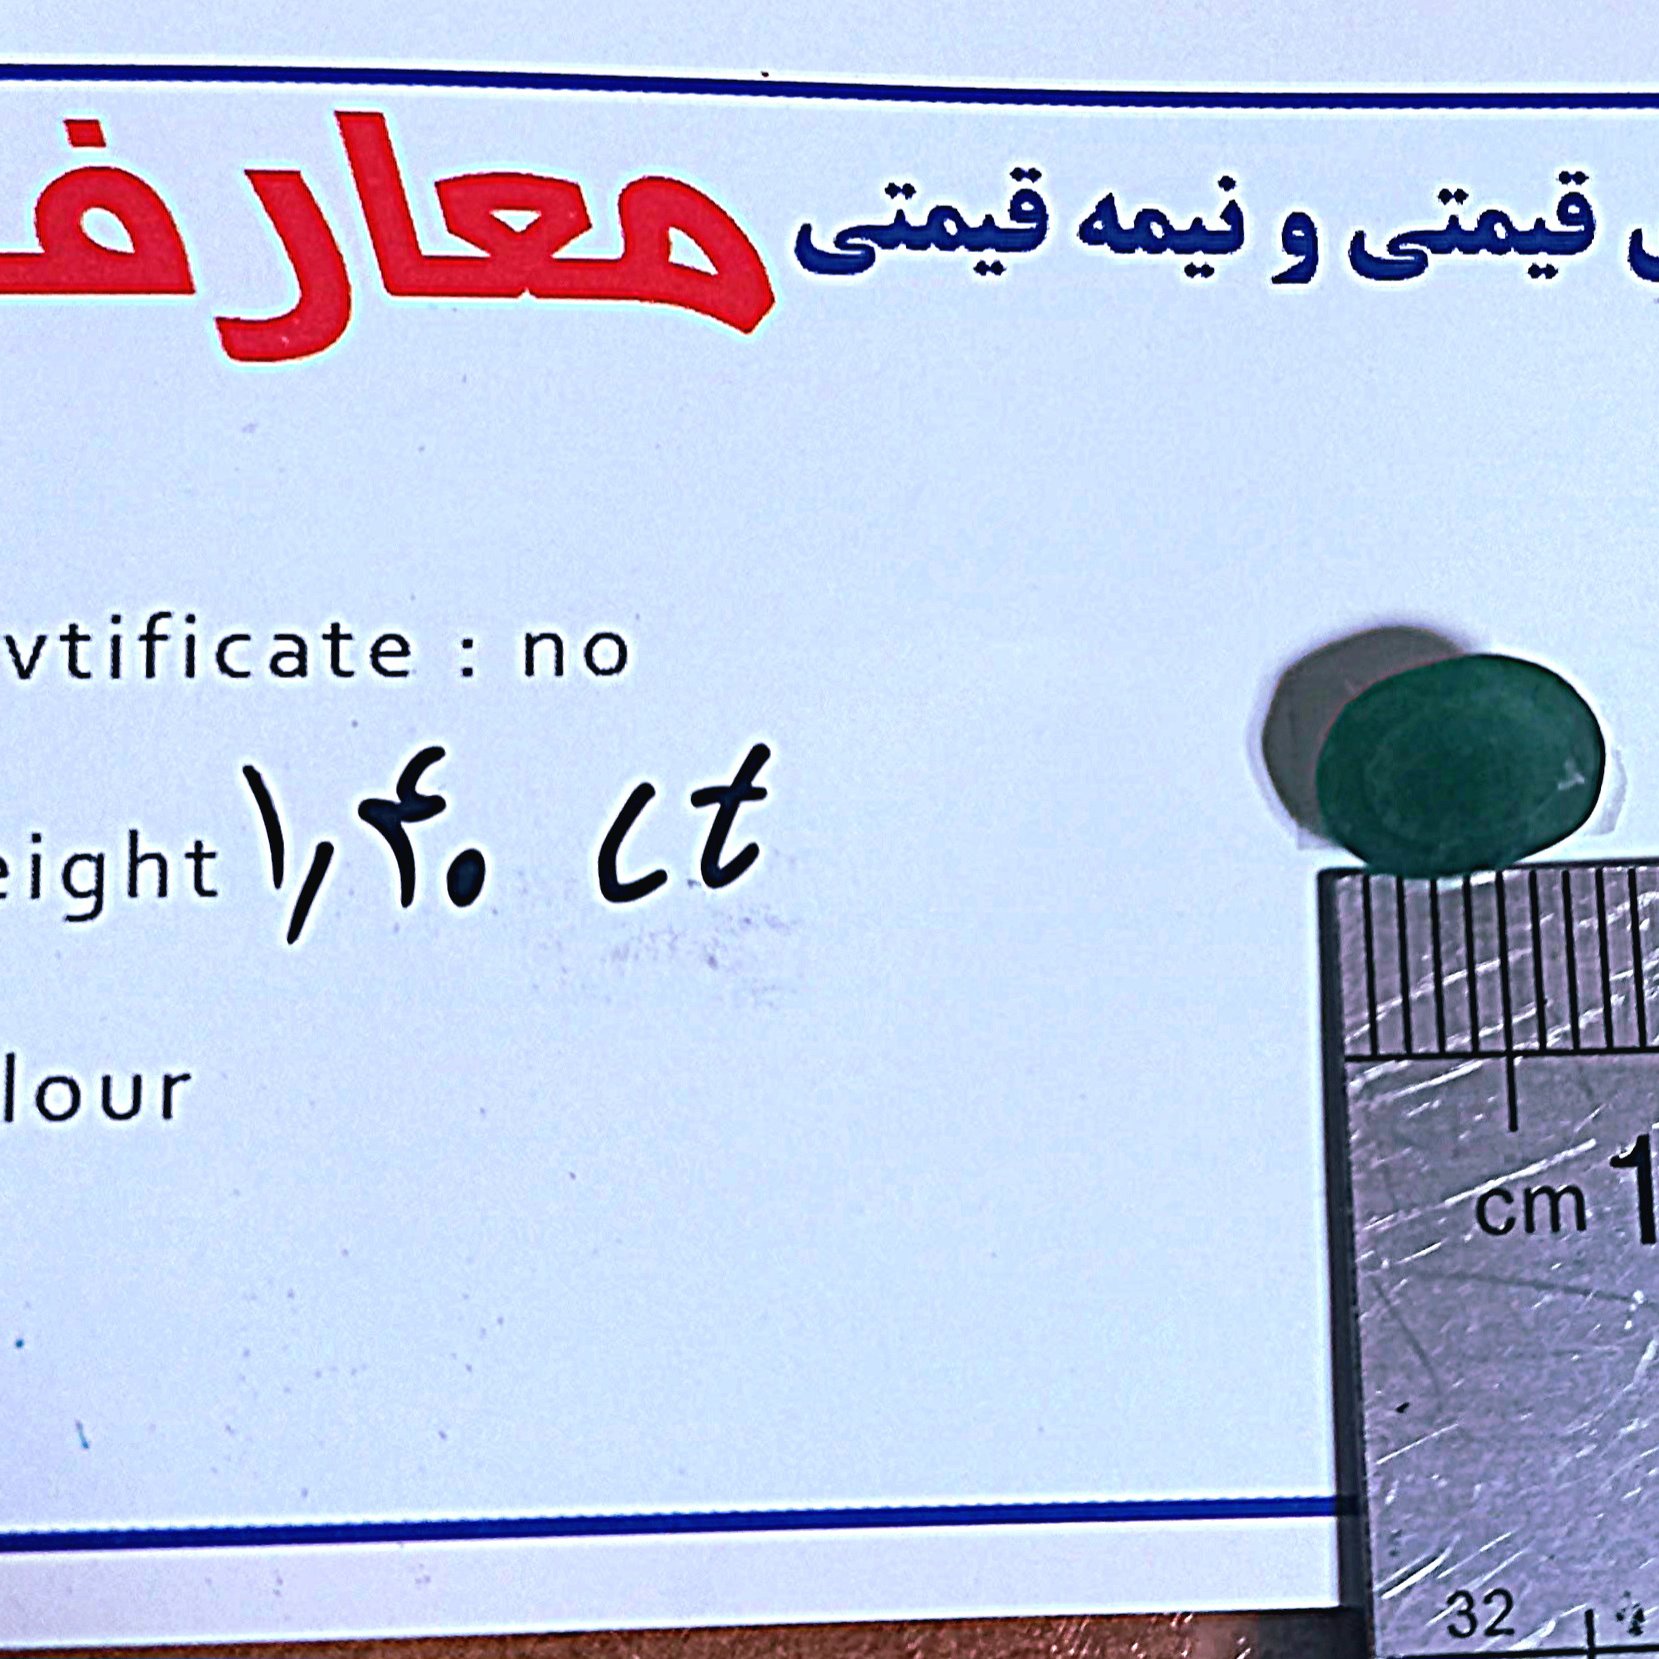 قیمتی و نیمه قیمتی معارف
vtificate : no
eight ۱,۴۰ ct
lour
cm 1
32